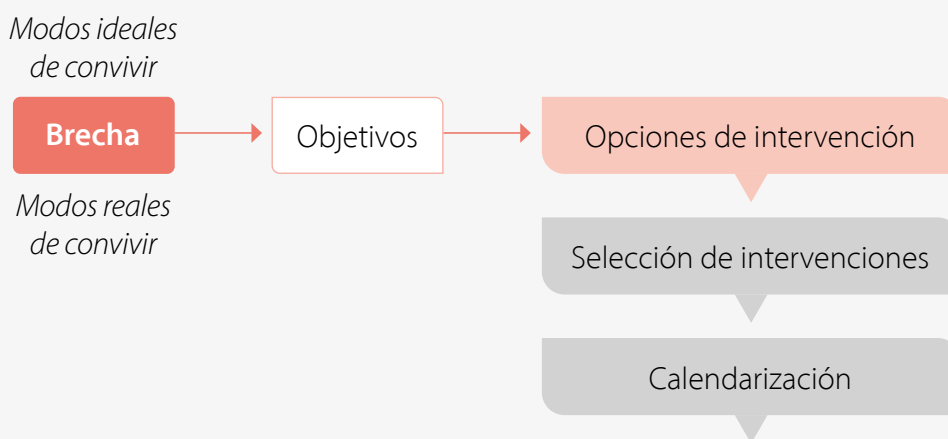 Modos ideales
de convivir
Brecha
Objetivos
Opciones de intervención
Modos reales
de convivir
Selección de intervenciones
Calendarización